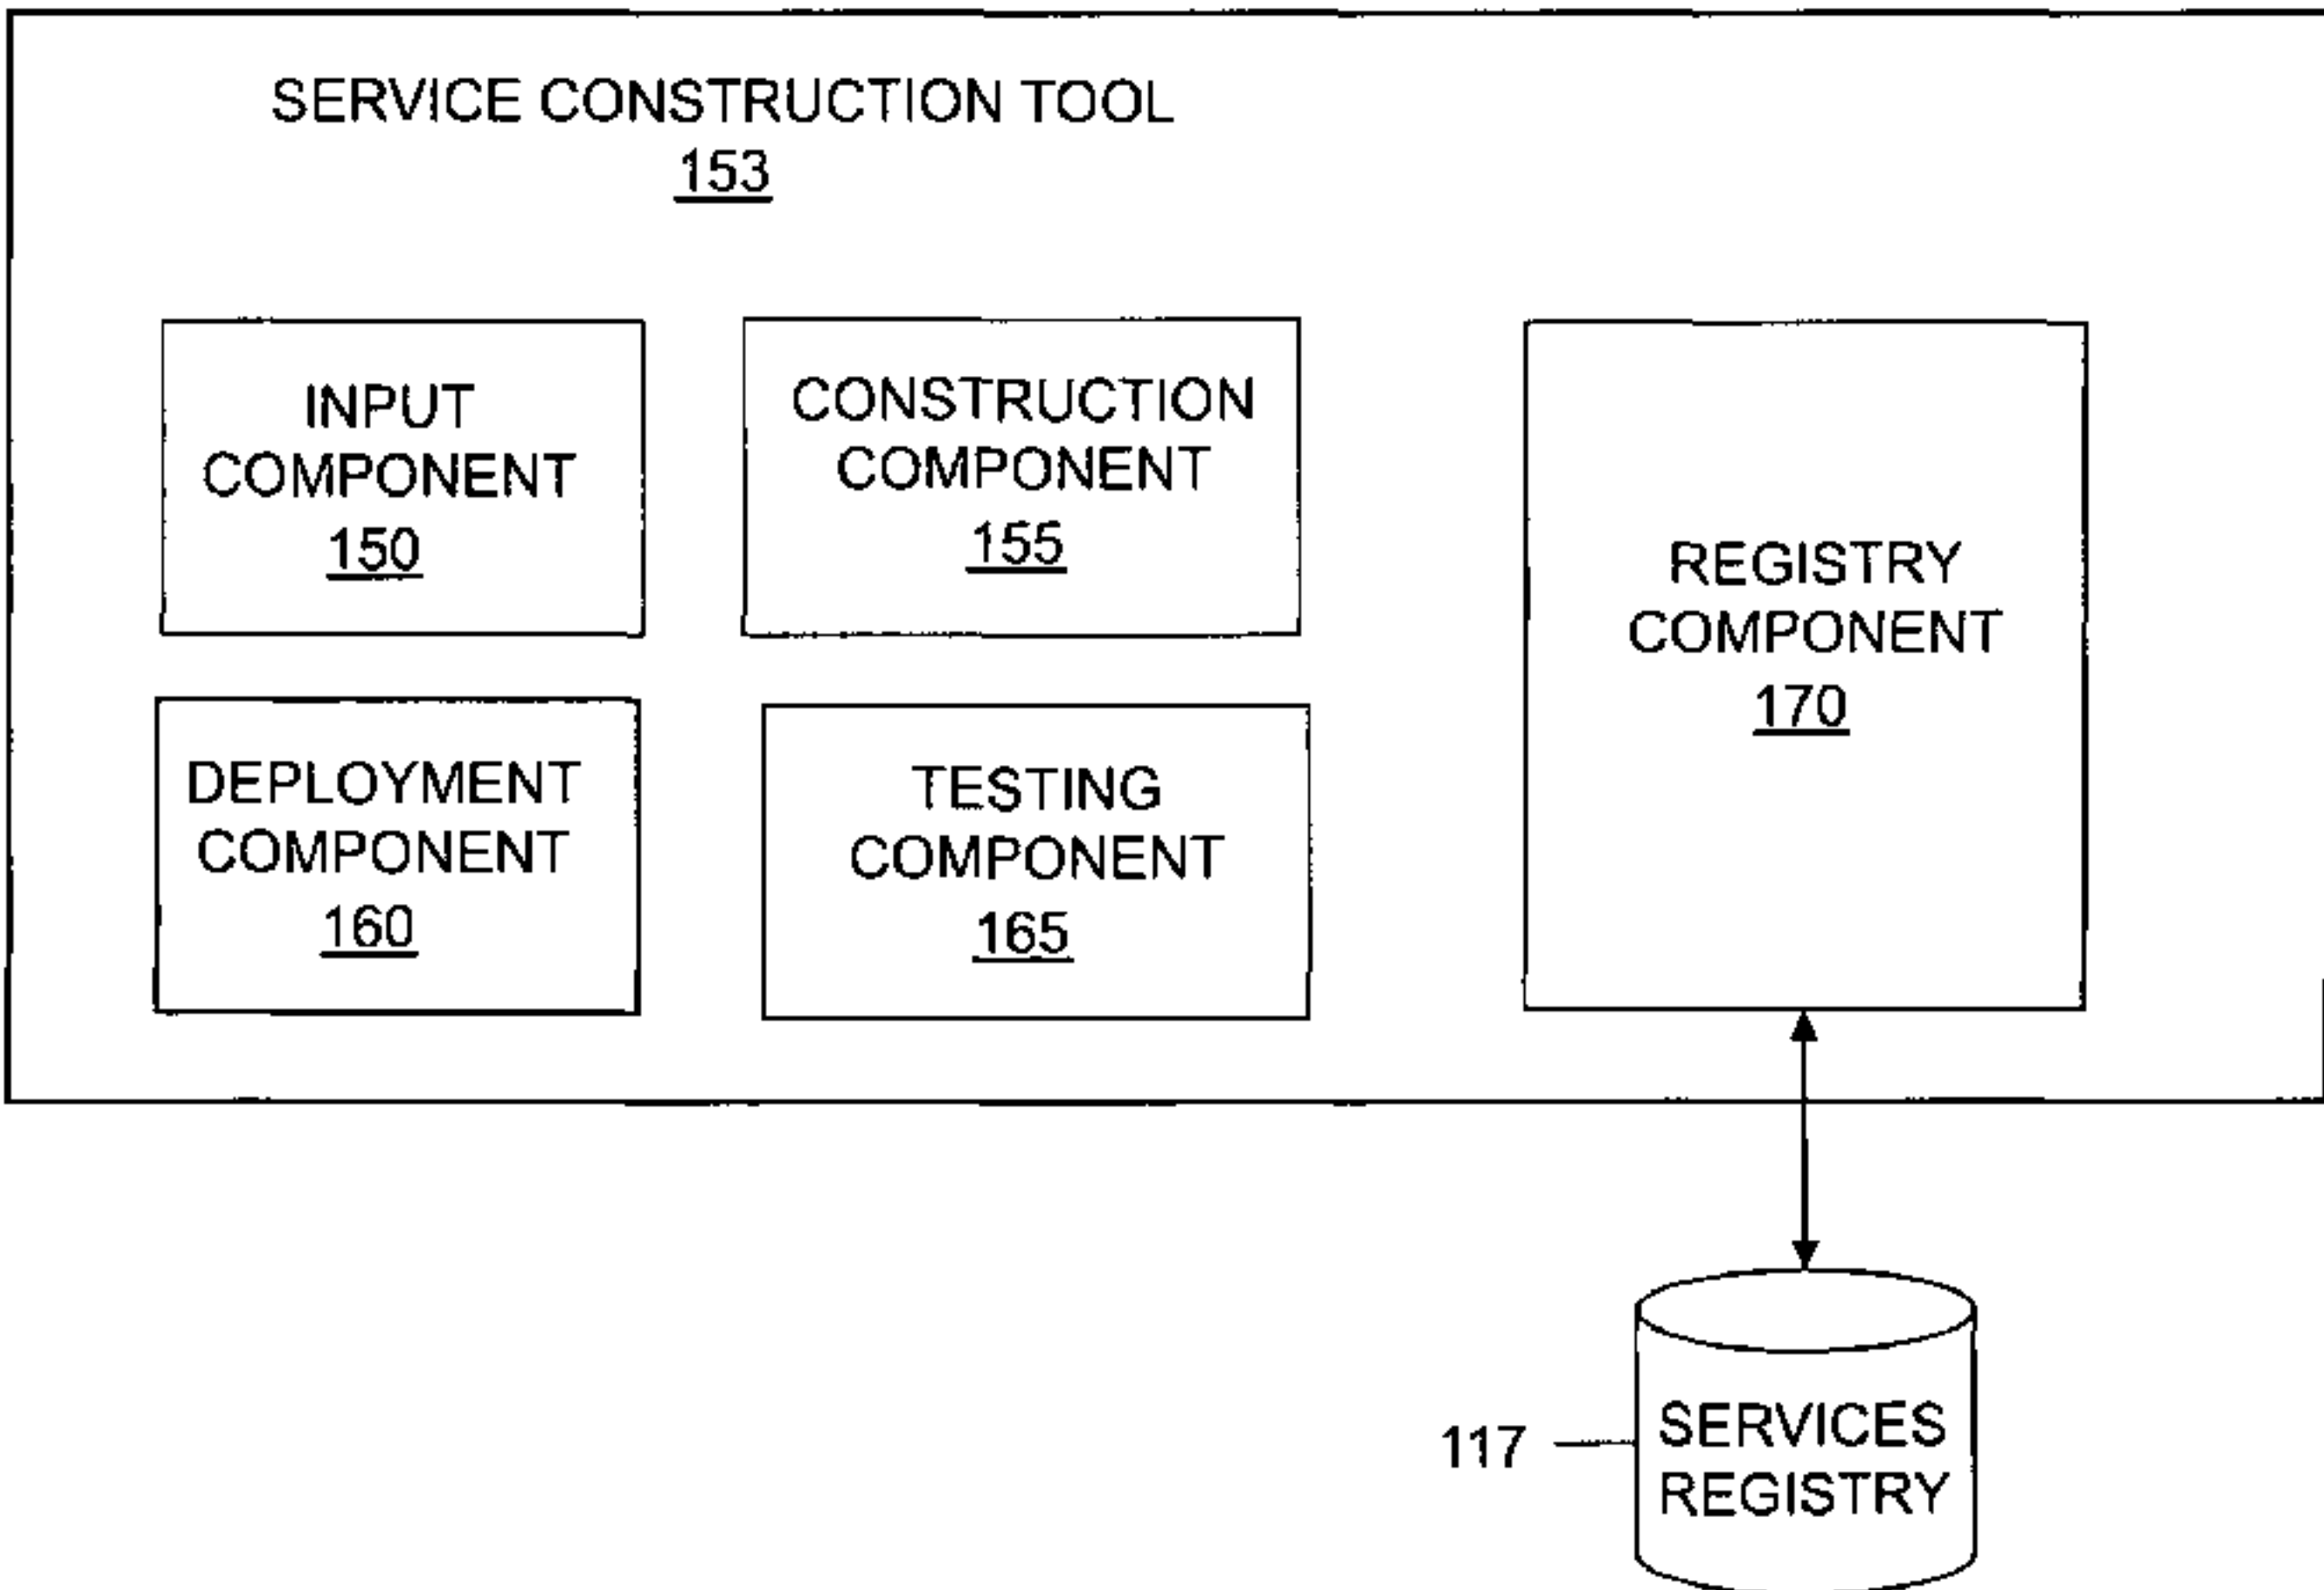 SERVICE CONSTRUCTION TOOL
153
INPUT
COMPONENT
150
CONSTRUCTION
COMPONENT
155
REGISTRY
COMPONENT
170
DEPLOYMENT
COMPONENT
160
TESTING
COMPONENT
165
117
SERVICES
REGISTRY